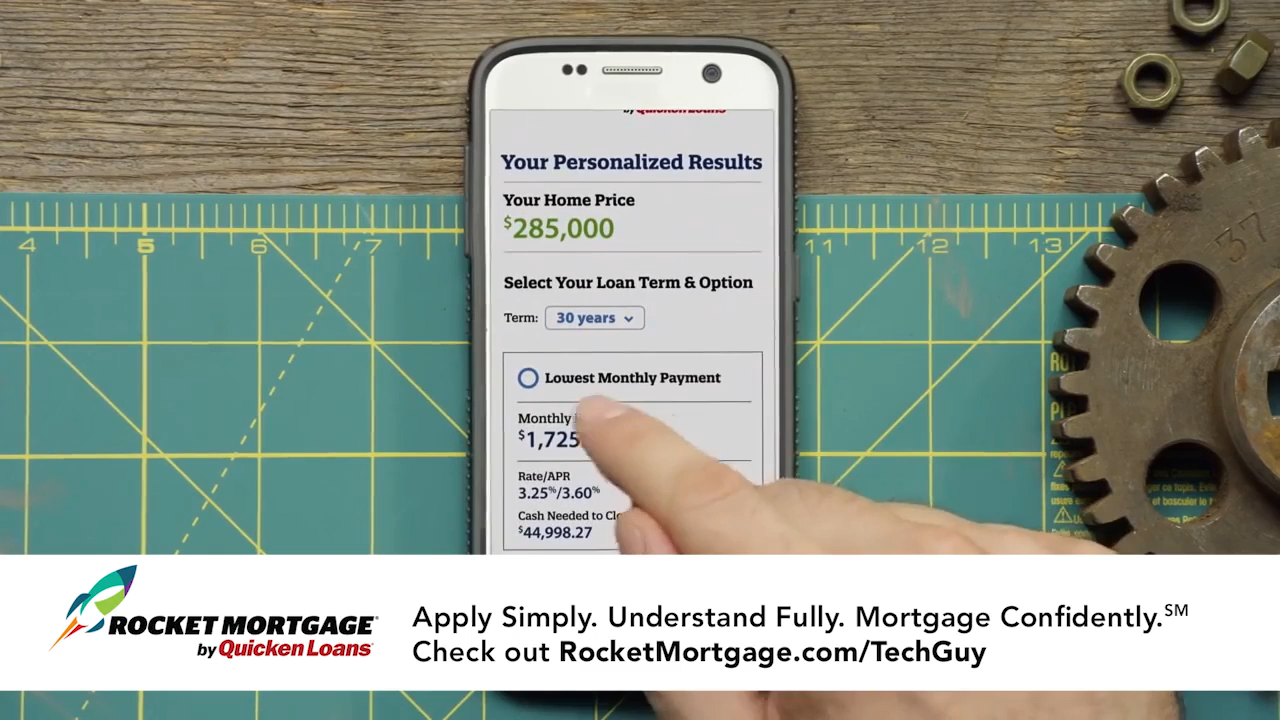 by Quicken Loans
Your Personalized Results
Your Home Price
$285,000
Select Your Loan Term & Option
Term: 30 years
Lowest Monthly Payment
Monthly
$1,725
Rate/APR
3.25%/3.60%
Cash Needed to
$44,998.27
4 5 6 7 11 12 13
37
ROCKET MORTGAGE
by Quicken Loans
Apply Simply. Understand Fully. Mortgage Confidently.℠
Check out RocketMortgage.com/TechGuy